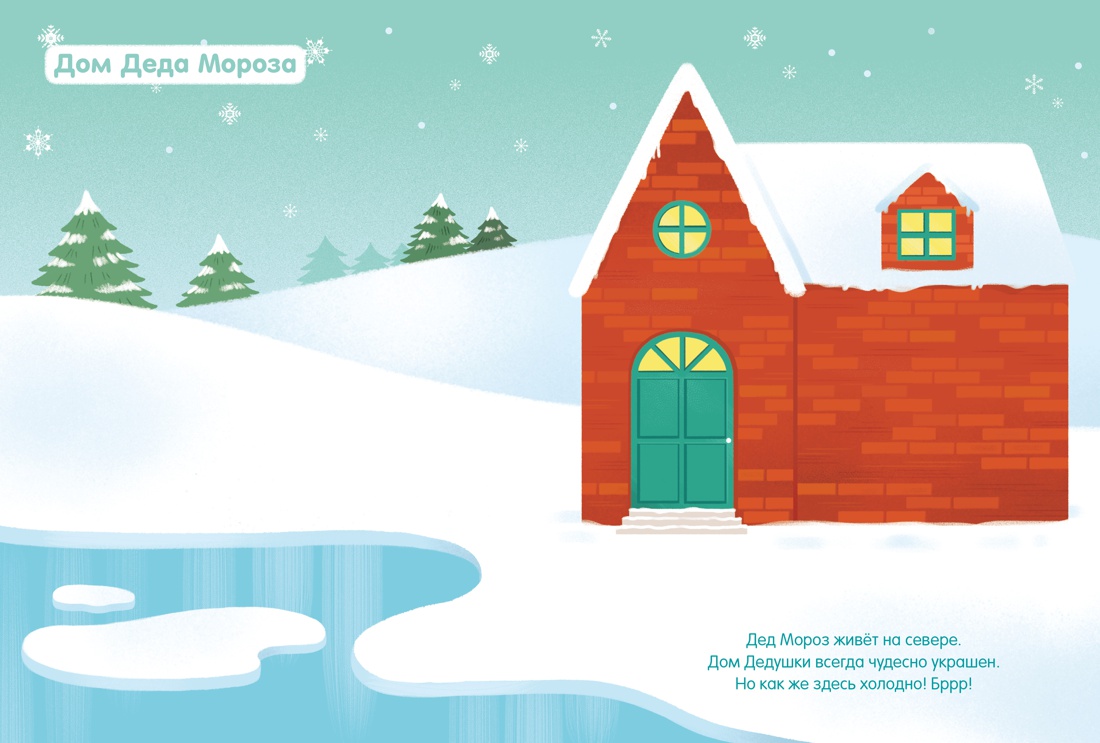 Дом Деда Мороза
Дед Мороз живёт на севере.
Дом Дедушки всегда чудесно украшен.
Но как же здесь холодно! Бррр!